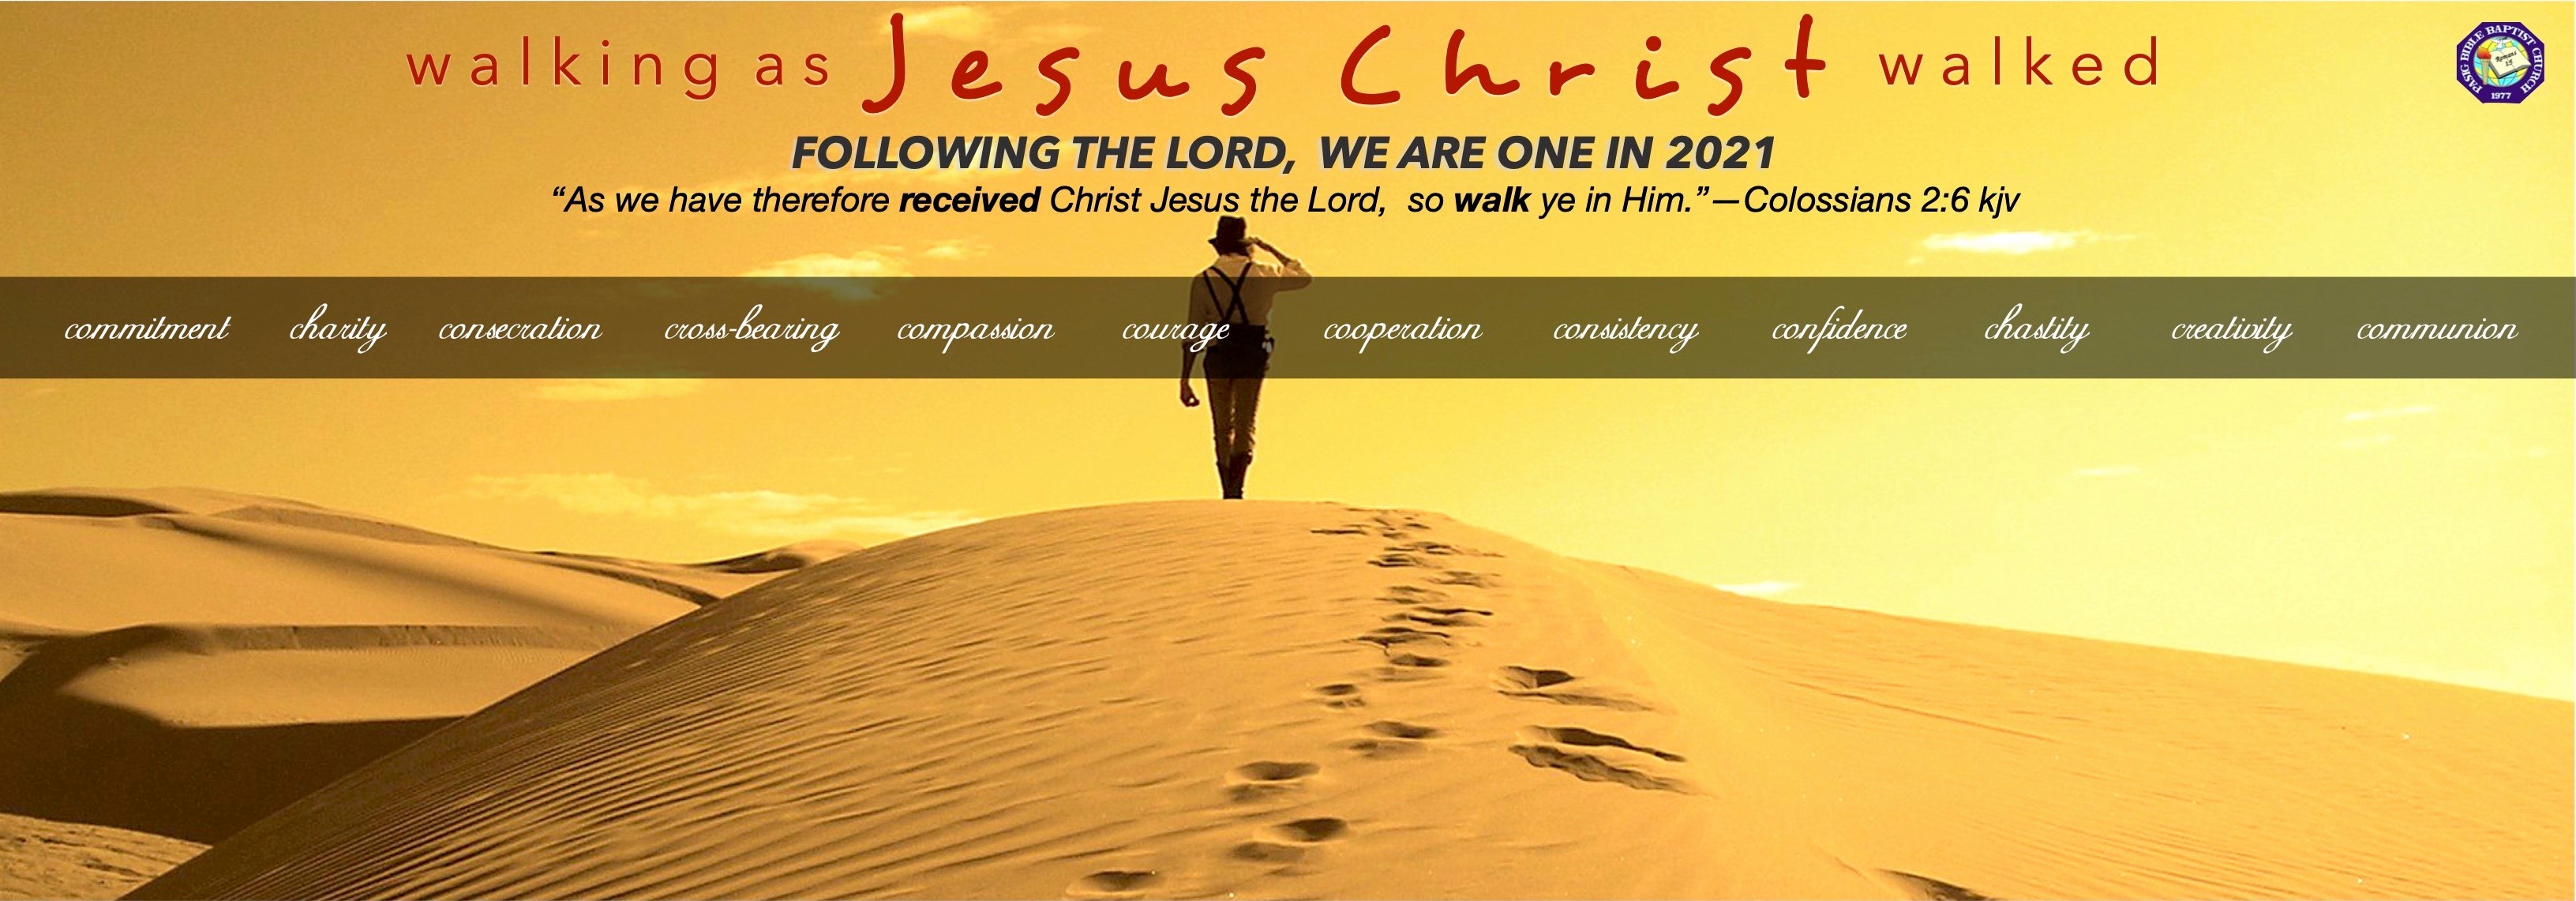 walking as Jesus Christ walked
FOLLOWING THE LORD, WE ARE ONE IN 2021
“As we have therefore received Christ Jesus the Lord, so walk ye in Him.”—Colossians 2:6 kjv
commitment charity consecration cross-bearing compassion courage cooperation consistency confidence chastity creativity communion
PASIG BIBLE BAPTIST CHURCH
Romans
1977